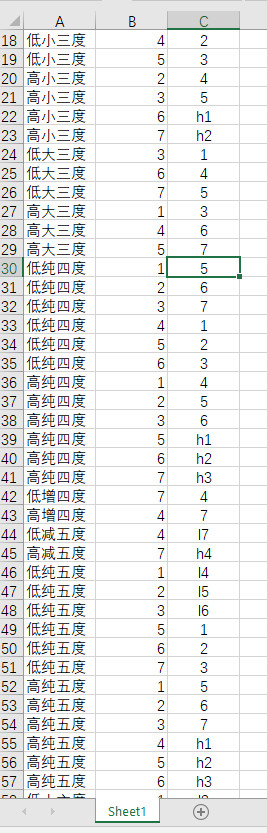 A B C
18 低小三度 4 2
19 低小三度 5 3
20 高小三度 2 4
21 高小三度 3 5
22 高小三度 6 h1
23 高小三度 7 h2
24 低大三度 3 1
25 低大三度 6 4
26 低大三度 7 5
27 高大三度 1 3
28 高大三度 4 6
29 高大三度 5 7
30 低纯四度 1 5
31 低纯四度 2 6
32 低纯四度 3 7
33 低纯四度 4 1
34 低纯四度 5 2
35 低纯四度 6 3
36 高纯四度 1 4
37 高纯四度 2 5
38 高纯四度 3 6
39 高纯四度 5 h1
40 高纯四度 6 h2
41 高纯四度 7 h3
42 低增四度 7 4
43 高增四度 4 7
44 低减五度 4 l7
45 高减五度 7 h4
46 低纯五度 1 l4
47 低纯五度 2 l5
48 低纯五度 3 l6
49 低纯五度 5 1
50 低纯五度 6 2
51 低纯五度 7 3
52 高纯五度 1 5
53 高纯五度 2 6
54 高纯五度 3 7
55 高纯五度 4 h1
56 高纯五度 5 h2
57 高纯五度 6 h3
Sheet1